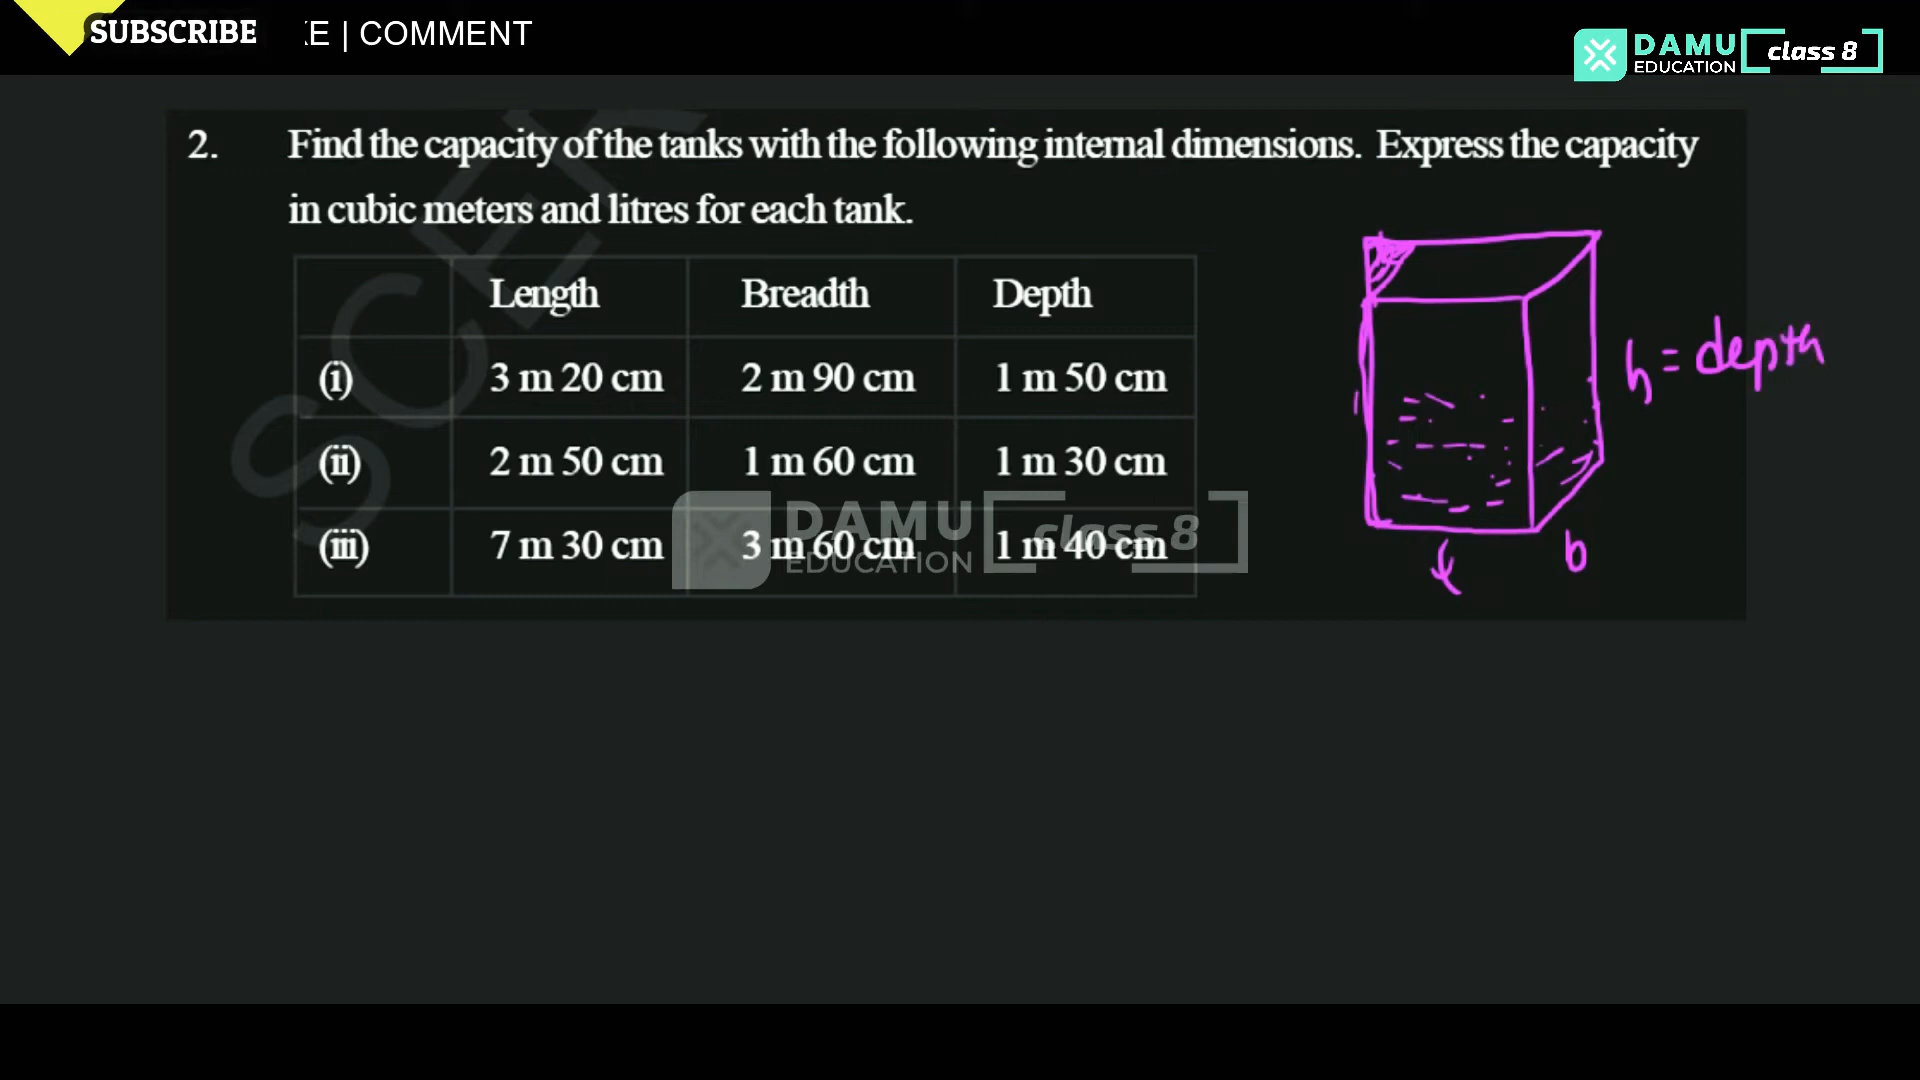 SUBSCRIBE
KE | COMMENT
DAMU
EDUCATION
class 8
2. Find the capacity of the tanks with the following internal dimensions. Express the capacity
in cubic meters and litres for each tank.
Length Breadth Depth
(i) 3 m 20 cm 2 m 90 cm 1 m 50 cm
(ii) 2 m 50 cm 1 m 60 cm 1 m 30 cm
(iii) 7 m 30 cm 3 m 60 cm 1 m 40 cm
DAMU
EDUCATION
class 8
h = depth
b